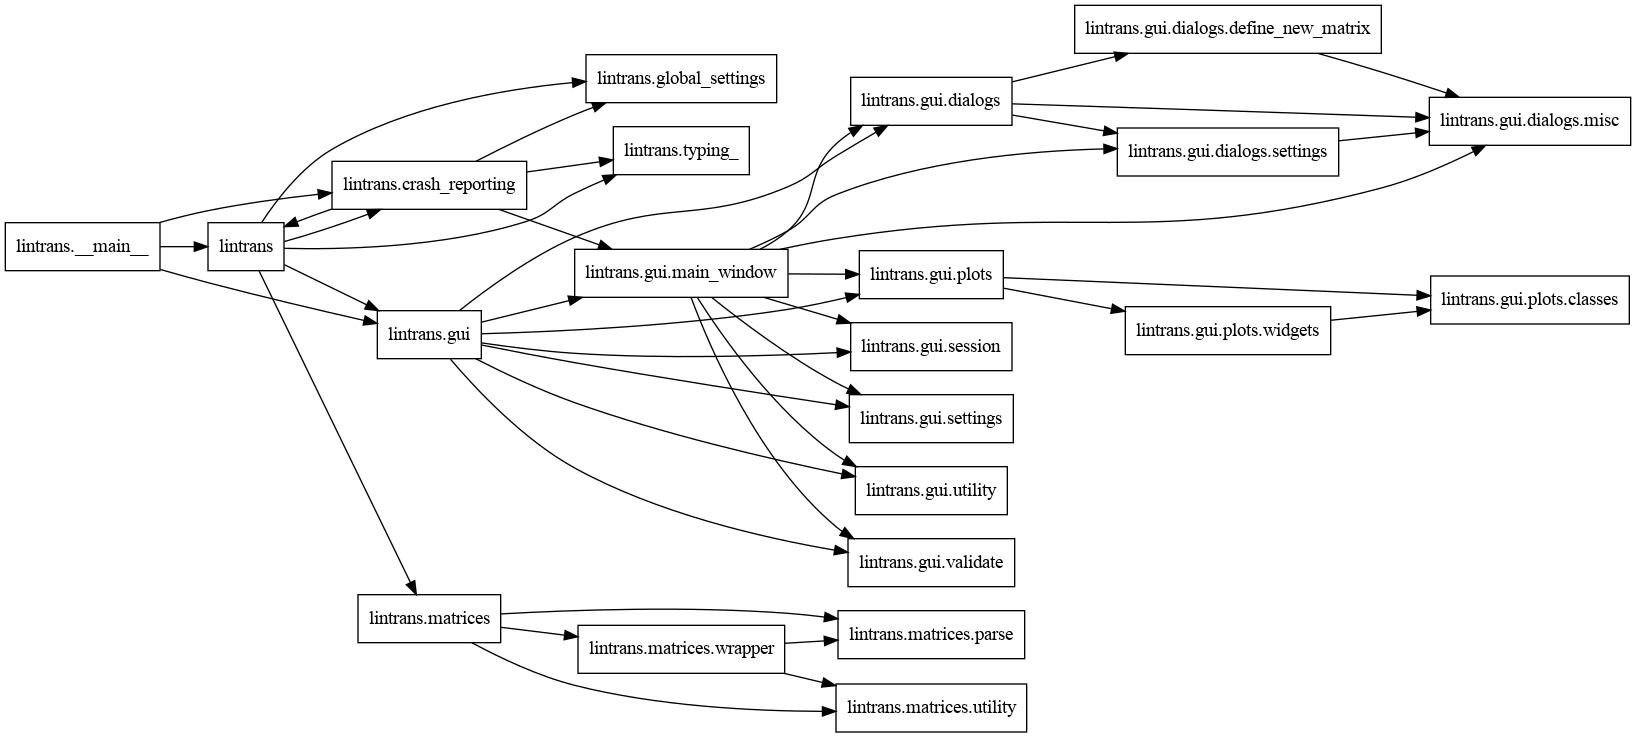 lintrans.gui.dialogs.define_new_matrix
lintrans.global_settings
lintrans.gui.dialogs
lintrans.gui.dialogs.misc
lintrans.typing_
lintrans.gui.dialogs.settings
lintrans.crash_reporting
lintrans.__main__
lintrans
lintrans.gui.main_window
lintrans.gui.plots
lintrans.gui.plots.classes
lintrans.gui
lintrans.gui.plots.widgets
lintrans.gui.session
lintrans.gui.settings
lintrans.gui.utility
lintrans.gui.validate
lintrans.matrices
lintrans.matrices.parse
lintrans.matrices.wrapper
lintrans.matrices.utility